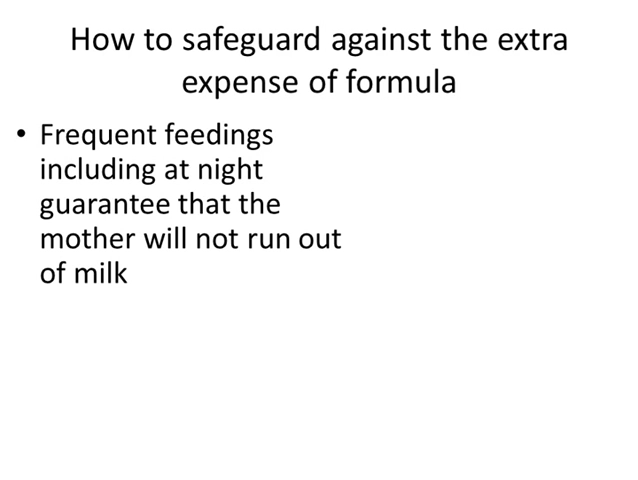 How to safeguard against the extra
expense of formula
• Frequent feedings
including at night
guarantee that the
mother will not run out
of milk